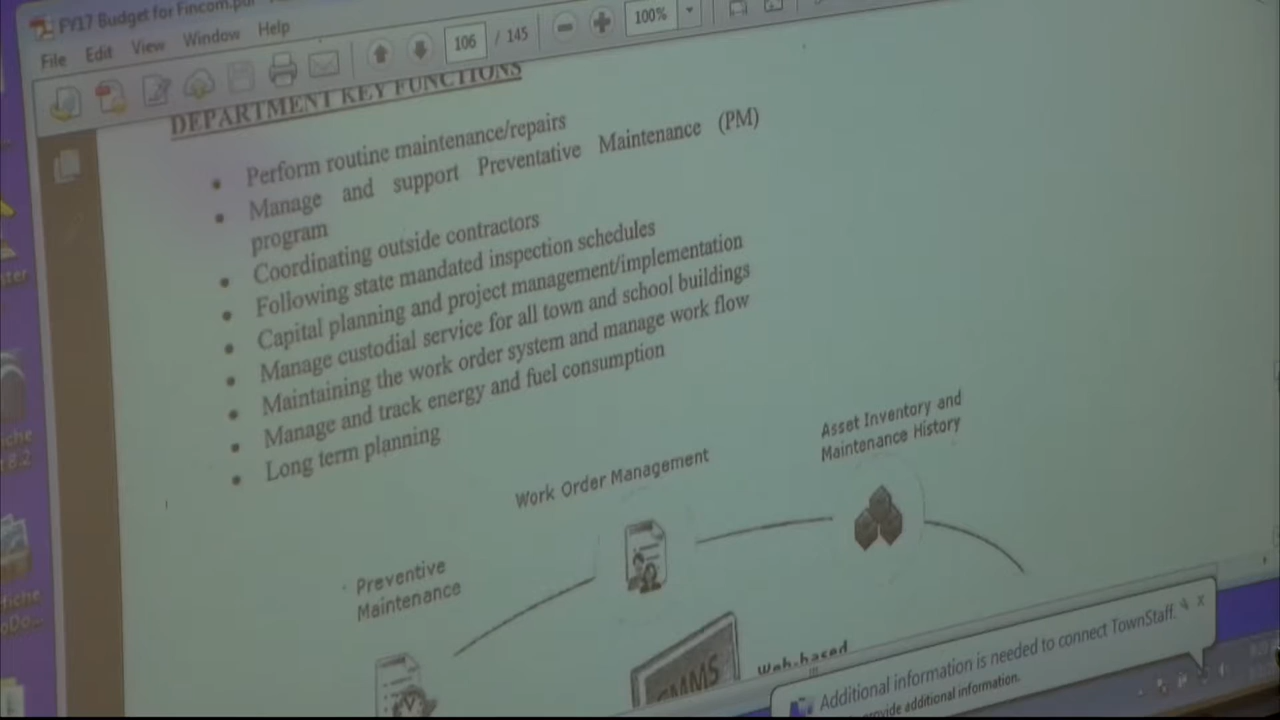 FY17 Budget for Fincom.pdf
File Edit View Window Help
106 / 145 100%
DEPARTMENT KEY FUNCTIONS
• Perform routine maintenance/repairs
• Manage and support Preventative Maintenance (PM)
program
• Coordinating outside contractors
• Following state mandated inspection schedules
• Capital planning and project management/implementation
• Manage custodial service for all town and school buildings
• Maintaining the work order system and manage work flow
• Manage and track energy and fuel consumption
• Long term planning
Asset Inventory and
Maintenance History
Work Order Management
Preventive
Maintenance
CMMS
Web-based
Additional information is needed to connect TownStaff.
provide additional information.